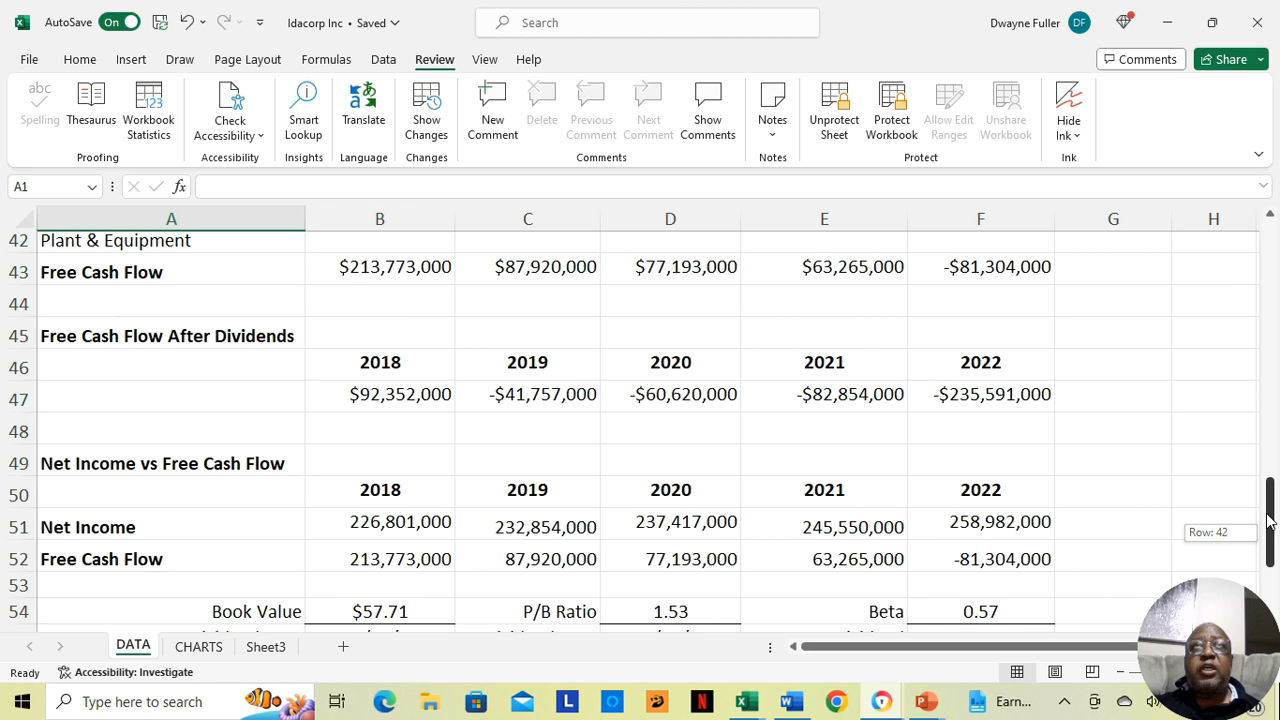 AutoSave On Idacorp Inc • Saved Search Dwayne Fuller DF
File Home Insert Draw Page Layout Formulas Data Review View Help Comments Share
abc 123
Spelling Thesaurus Workbook Statistics Check Accessibility Smart Lookup Translate Show Changes New Comment Delete Previous Comment Next Comment Show Comments Notes Unprotect Sheet Protect Workbook Allow Edit Ranges Unshare Workbook Hide Ink
Proofing Accessibility Insights Language Changes Comments Notes Protect Ink
A1 fx
A B C D E F G H
42 Plant & Equipment
43 Free Cash Flow $213,773,000 $87,920,000 $77,193,000 $63,265,000 -$81,304,000
44
45 Free Cash Flow After Dividends
46 2018 2019 2020 2021 2022
47 $92,352,000 -$41,757,000 -$60,620,000 -$82,854,000 -$235,591,000
48
49 Net Income vs Free Cash Flow
50 2018 2019 2020 2021 2022
51 Net Income 226,801,000 232,854,000 237,417,000 245,550,000 258,982,000
Row: 42
52 Free Cash Flow 213,773,000 87,920,000 77,193,000 63,265,000 -81,304,000
53
54 Book Value $57.71 P/B Ratio 1.53 Beta 0.57
DATA CHARTS Sheet3
Ready Accessibility: Investigate
Type here to search L Earn...